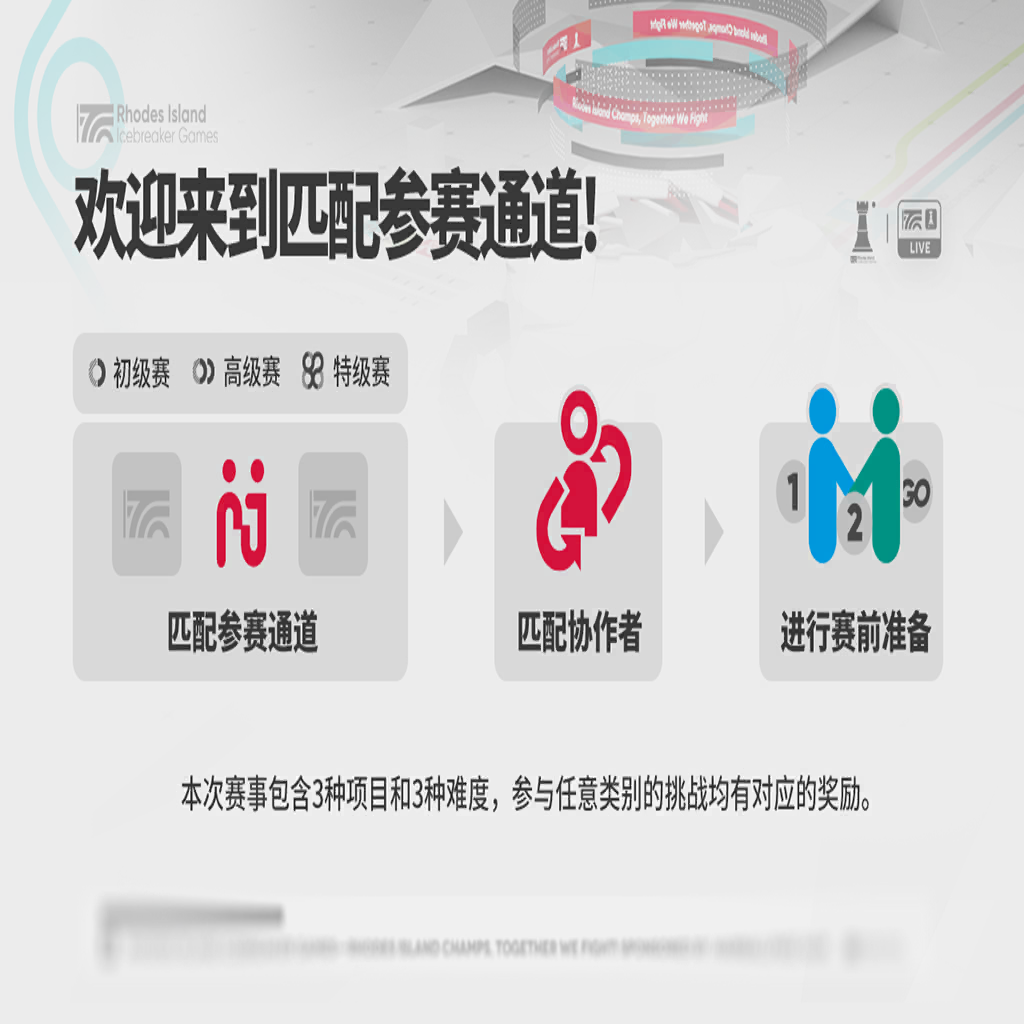 Rhodes Island Champs, Together We Fight
Rhodes Island Champs, Together We Fight
Rhodes Island
Icebreaker Games
欢迎来到匹配参赛通道!
LIVE
初级赛 高级赛 特级赛
1 2 GO
匹配参赛通道 匹配协作者 进行赛前准备
本次赛事包含3种项目和3种难度，参与任意类别的挑战均有对应的奖励。
RHODES ISLAND CHAMPS, TOGETHER WE FIGHT